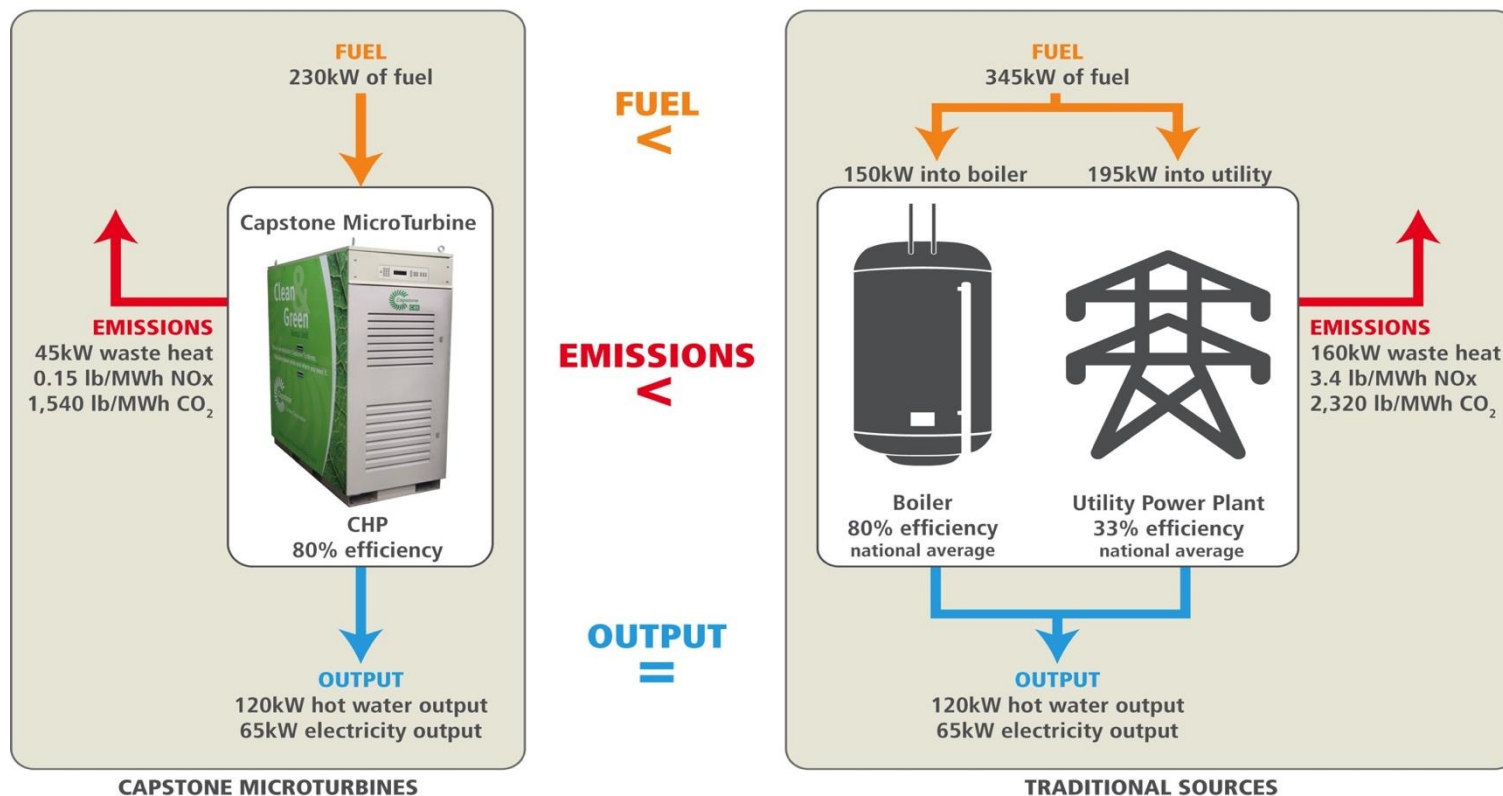 FUEL
230kW of fuel
Capstone MicroTurbine
Clean
&
Green
Capstone
EMISSIONS
45kW waste heat
0.15 lb/MWh NOx
1,540 lb/MWh CO₂
CHP
80% efficiency
OUTPUT
120kW hot water output
65kW electricity output
CAPSTONE MICROTURBINES
FUEL
<
EMISSIONS
<
OUTPUT
=
FUEL
345kW of fuel
150kW into boiler
195kW into utility
EMISSIONS
160kW waste heat
3.4 lb/MWh NOx
2,320 lb/MWh CO₂
Boiler
80% efficiency
national average
Utility Power Plant
33% efficiency
national average
OUTPUT
120kW hot water output
65kW electricity output
TRADITIONAL SOURCES